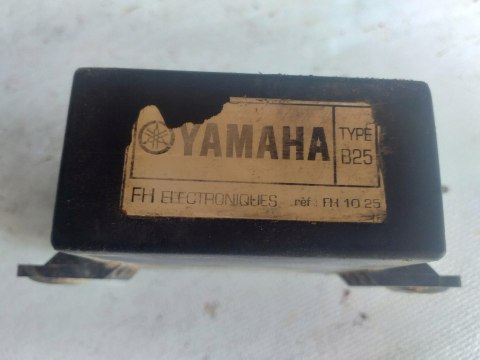 YAMAHA
TYPE
B25
FH ELECTRONIQUES réf : FH 10 25